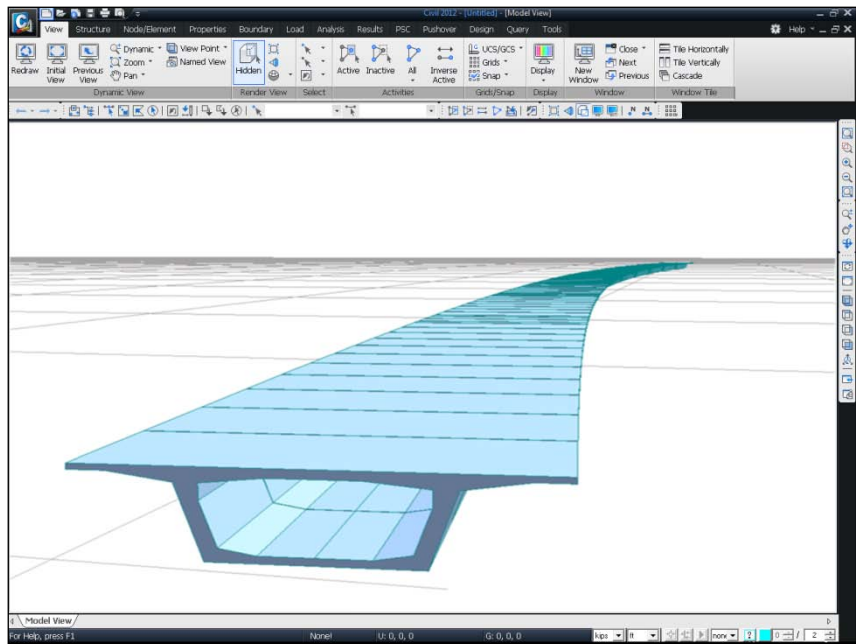 Civil 2012 - [Untitled] - [Model View]
View Structure Node/Element Properties Boundary Load Analysis Results PSC Pushover Design Query Tools Help
Redraw Initial View Previous View Dynamic Zoom Pan View Point Named View Hidden Active Inactive All Inverse Active UCS/GCS Grids Snap Display New Window Close Next Previous Tile Horizontally Tile Vertically Cascade
Dynamic View Render View Select Activities Grids/Snap Display Window Window Tile
Model View
For Help, press F1 None! U: 0, 0, 0 G: 0, 0, 0 kips ft non 0 / 2